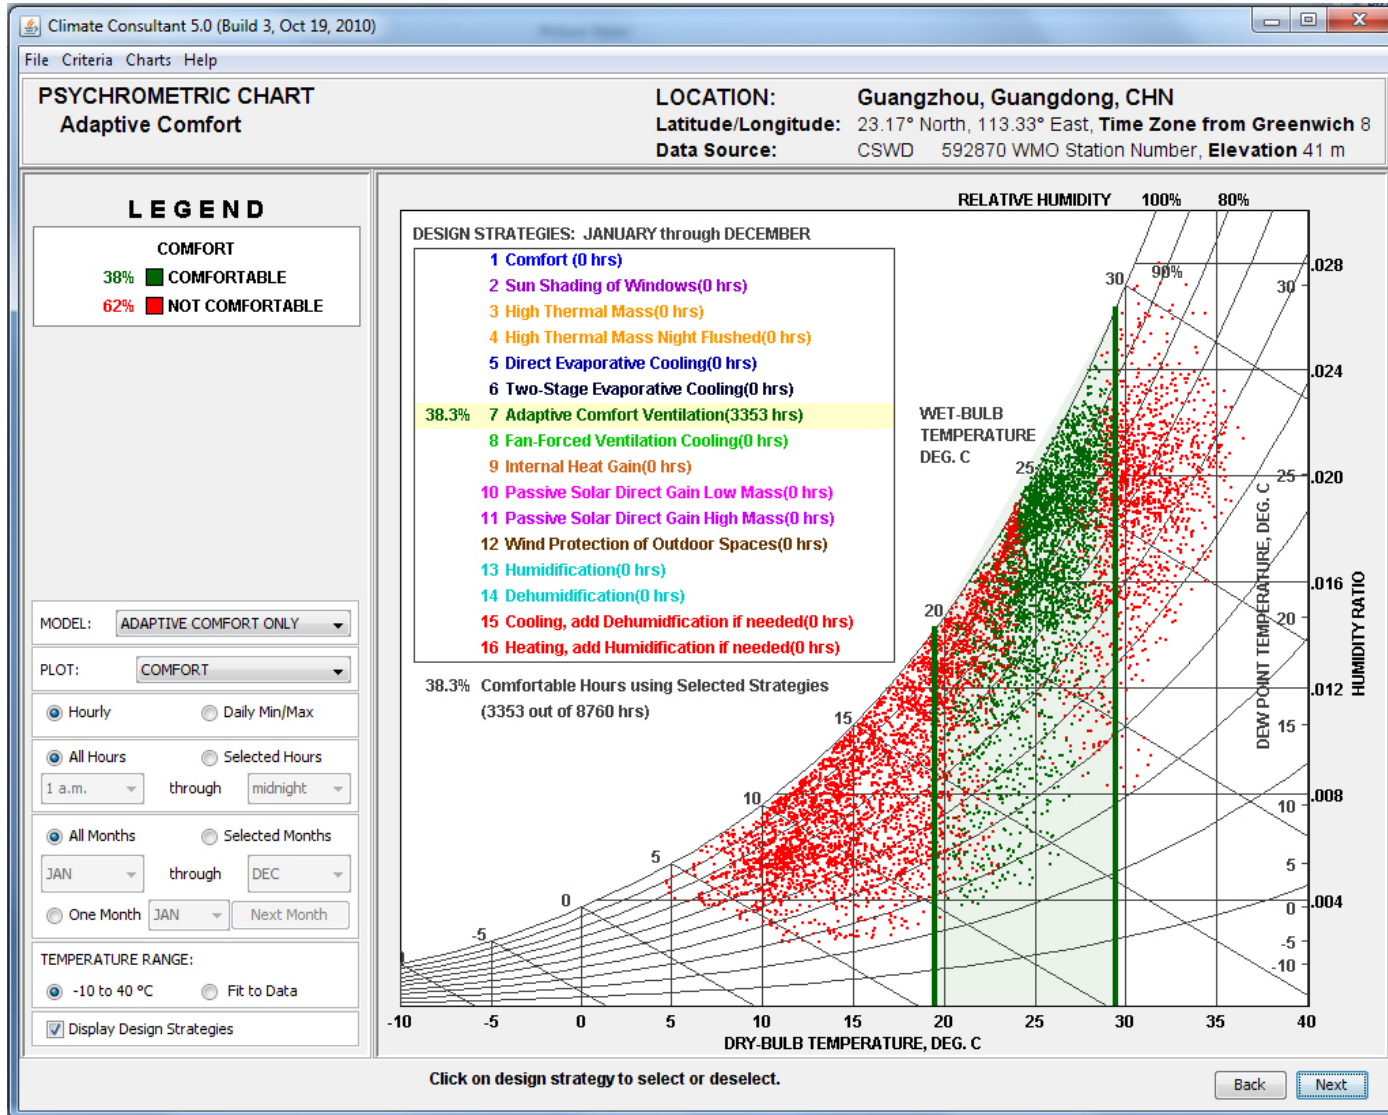 Climate Consultant 5.0 (Build 3, Oct 19, 2010)
File Criteria Charts Help
PSYCHROMETRIC CHART
Adaptive Comfort
LOCATION: Guangzhou, Guangdong, CHN
Latitude/Longitude: 23.17° North, 113.33° East, Time Zone from Greenwich 8
Data Source: CSWD 592870 WMO Station Number, Elevation 41 m
LEGEND
COMFORT
38% COMFORTABLE
62% NOT COMFORTABLE
MODEL: ADAPTIVE COMFORT ONLY
PLOT: COMFORT
Hourly Daily Min/Max
All Hours Selected Hours
1 a.m. through midnight
All Months Selected Months
JAN through DEC
One Month JAN Next Month
TEMPERATURE RANGE:
-10 to 40 °C Fit to Data
Display Design Strategies
RELATIVE HUMIDITY 100% 80%
90%
DESIGN STRATEGIES: JANUARY through DECEMBER
1 Comfort (0 hrs)
2 Sun Shading of Windows(0 hrs)
3 High Thermal Mass(0 hrs)
4 High Thermal Mass Night Flushed(0 hrs)
5 Direct Evaporative Cooling(0 hrs)
6 Two-Stage Evaporative Cooling(0 hrs)
38.3% 7 Adaptive Comfort Ventilation(3353 hrs)
8 Fan-Forced Ventilation Cooling(0 hrs)
9 Internal Heat Gain(0 hrs)
10 Passive Solar Direct Gain Low Mass(0 hrs)
11 Passive Solar Direct Gain High Mass(0 hrs)
12 Wind Protection of Outdoor Spaces(0 hrs)
13 Humidification(0 hrs)
14 Dehumidification(0 hrs)
15 Cooling, add Dehumidfication if needed(0 hrs)
16 Heating, add Humidification if needed(0 hrs)
38.3% Comfortable Hours using Selected Strategies
(3353 out of 8760 hrs)
WET-BULB
TEMPERATURE
DEG. C
30
25
20
15
10
5
0
-5
DEW POINT TEMPERATURE, DEG. C
30
25
20
15
10
5
0
-5
-10
HUMIDITY RATIO
.028
.024
.020
.016
.012
.008
.004
-10 -5 0 5 10 15 20 25 30 35 40
DRY-BULB TEMPERATURE, DEG. C
Click on design strategy to select or deselect.
Back Next